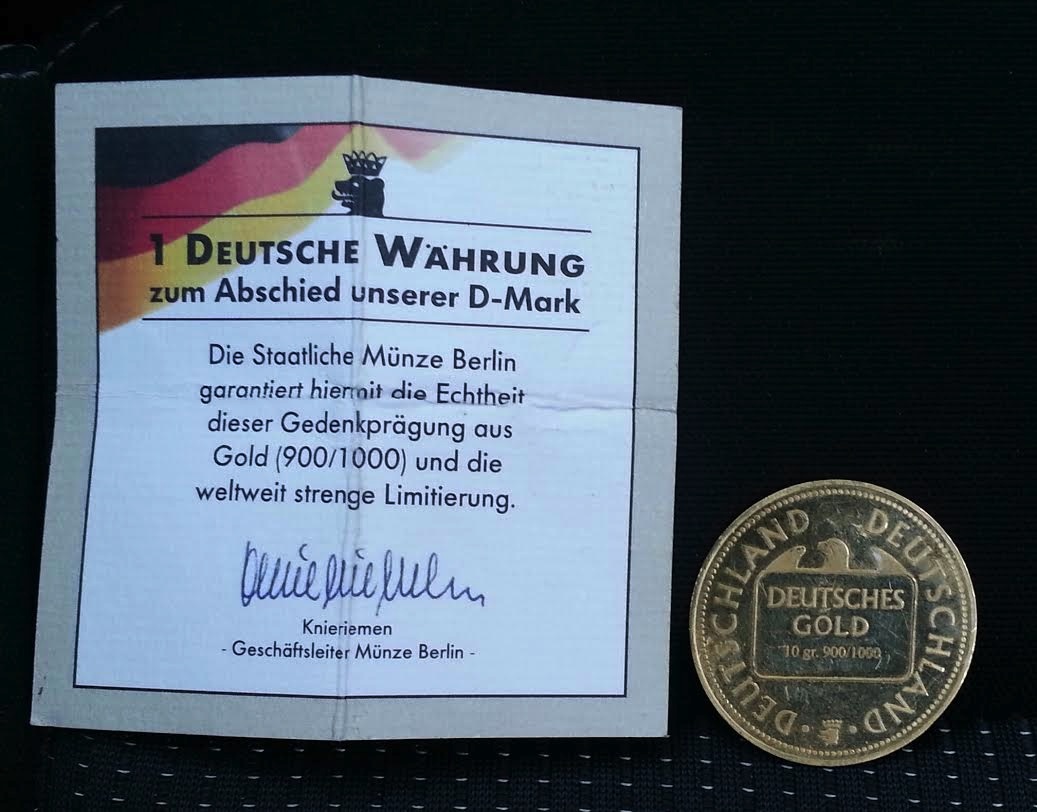 1 DEUTSCHE WÄHRUNG
zum Abschied unserer D-Mark
Die Staatliche Münze Berlin
garantiert hiermit die Echtheit
dieser Gedenkprägung aus
Gold (900/1000) und die
weltweit strenge Limitierung.
Knieriemen
- Geschäftsleiter Münze Berlin -
DEUTSCHLAND DEUTSCHLAND
DEUTSCHES
GOLD
10 gr. 900/1000